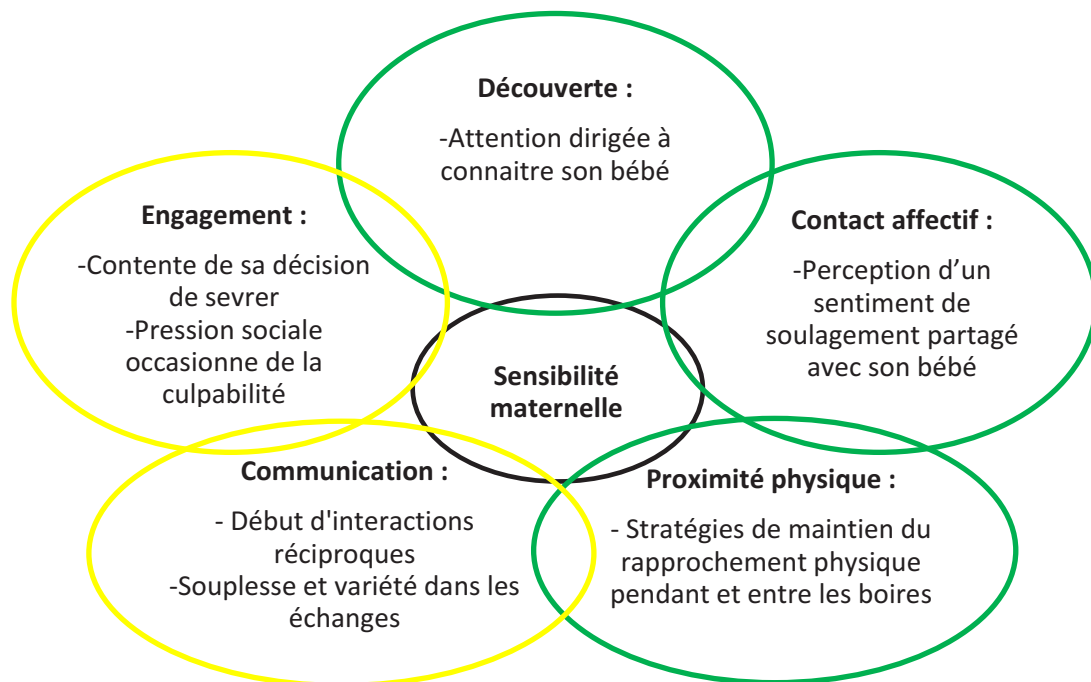 Découverte :
-Attention dirigée à
connaitre son bébé
Engagement :
-Contente de sa décision
de sevrer
-Pression sociale
occasionne de la
culpabilité
Contact affectif :
-Perception d’un
sentiment de
soulagement partagé
avec son bébé
Sensibilité
maternelle
Communication :
- Début d'interactions
réciproques
-Souplesse et variété dans les
échanges
Proximité physique :
- Stratégies de maintien du
rapprochement physique
pendant et entre les boires